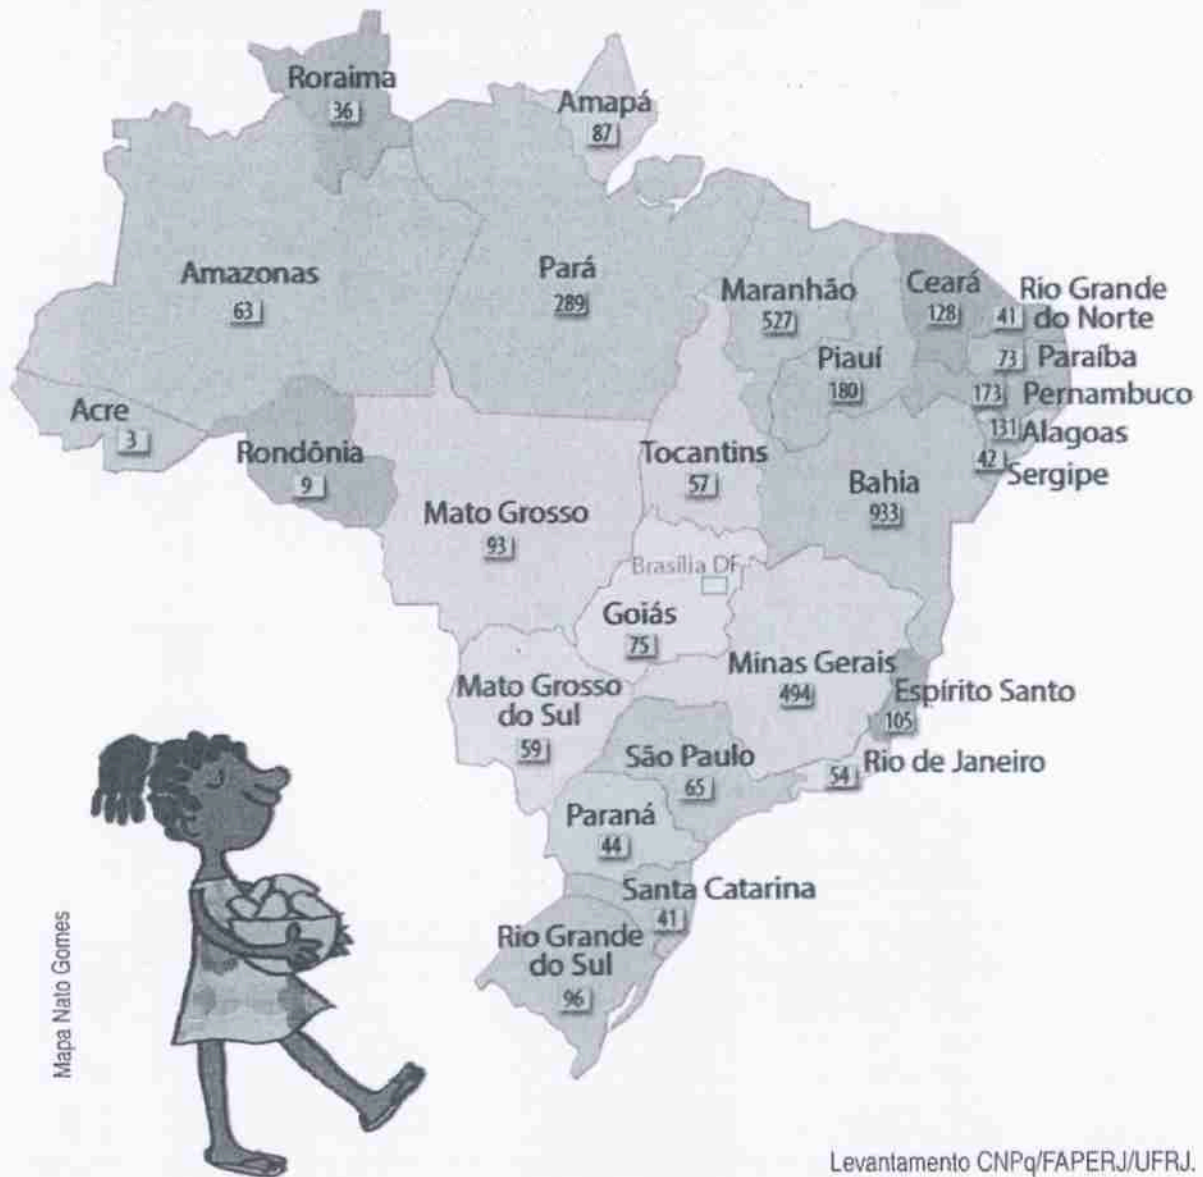 Roraima
36
Amapá
87
Amazonas
63
Pará
289
Maranhão
527
Ceará
128
Rio Grande
do Norte
41
Piauí
180
73
Paraíba
173
Pernambuco
131
Alagoas
42
Sergipe
Acre
3
Rondônia
9
Tocantins
57
Bahia
933
Mato Grosso
93
Brasília DF
Goiás
75
Minas Gerais
494
Espírito Santo
105
Mato Grosso
do Sul
59
São Paulo
65
54
Rio de Janeiro
Paraná
44
Santa Catarina
41
Rio Grande
do Sul
96
Mapa Nato Gomes
Levantamento CNPq/FAPERJ/UFRJ.